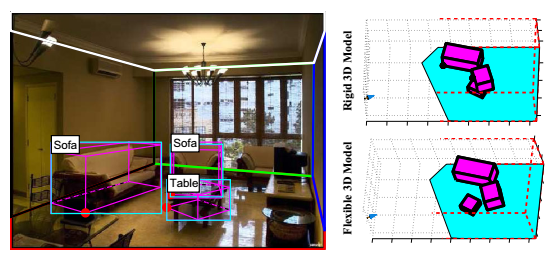 Sofa
Sofa
Table
Rigid 3D Model
Flexible 3D Model